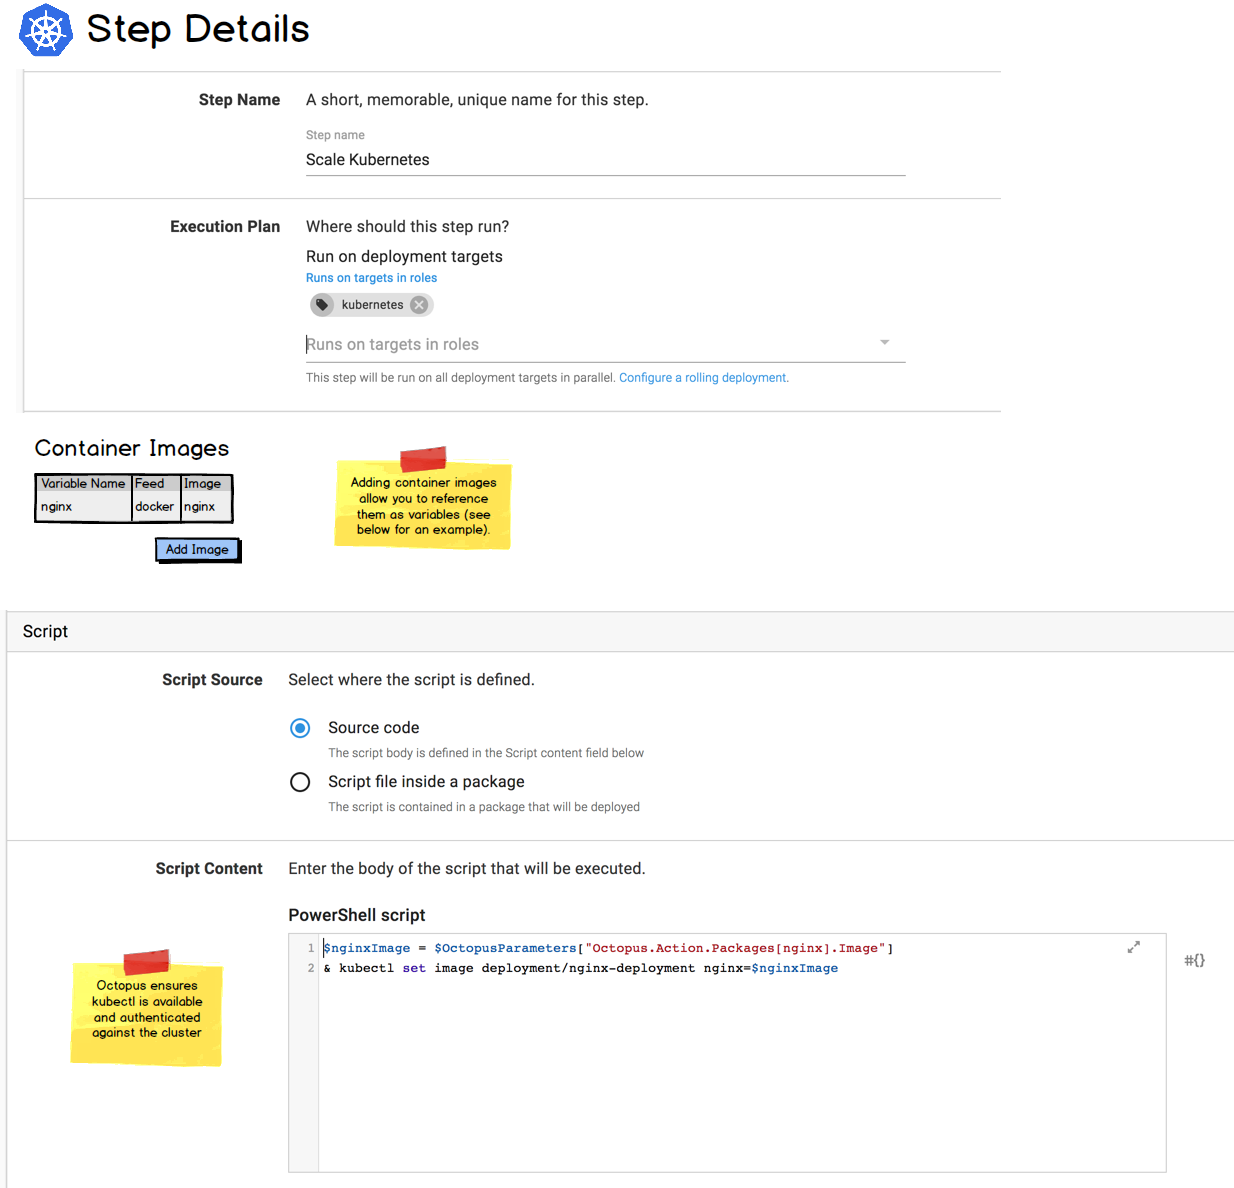 Step Details
Step Name
A short, memorable, unique name for this step.
Step name
Scale Kubernetes
Execution Plan
Where should this step run?
Run on deployment targets
Runs on targets in roles
kubernetes
Runs on targets in roles
This step will be run on all deployment targets in parallel. Configure a rolling deployment.
Container Images
Variable Name Feed Image
nginx docker nginx
Add Image
Adding container images
allow you to reference
them as variables (see
below for an example).
Script
Script Source
Select where the script is defined.
Source code
The script body is defined in the Script content field below
Script file inside a package
The script is contained in a package that will be deployed
Script Content
Enter the body of the script that will be executed.
PowerShell script
1 $nginxImage = $OctopusParameters["Octopus.Action.Packages[nginx].Image"]
2 & kubectl set image deployment/nginx-deployment nginx=$nginxImage
#{}
Octopus ensures
kubectl is available
and authenticated
against the cluster